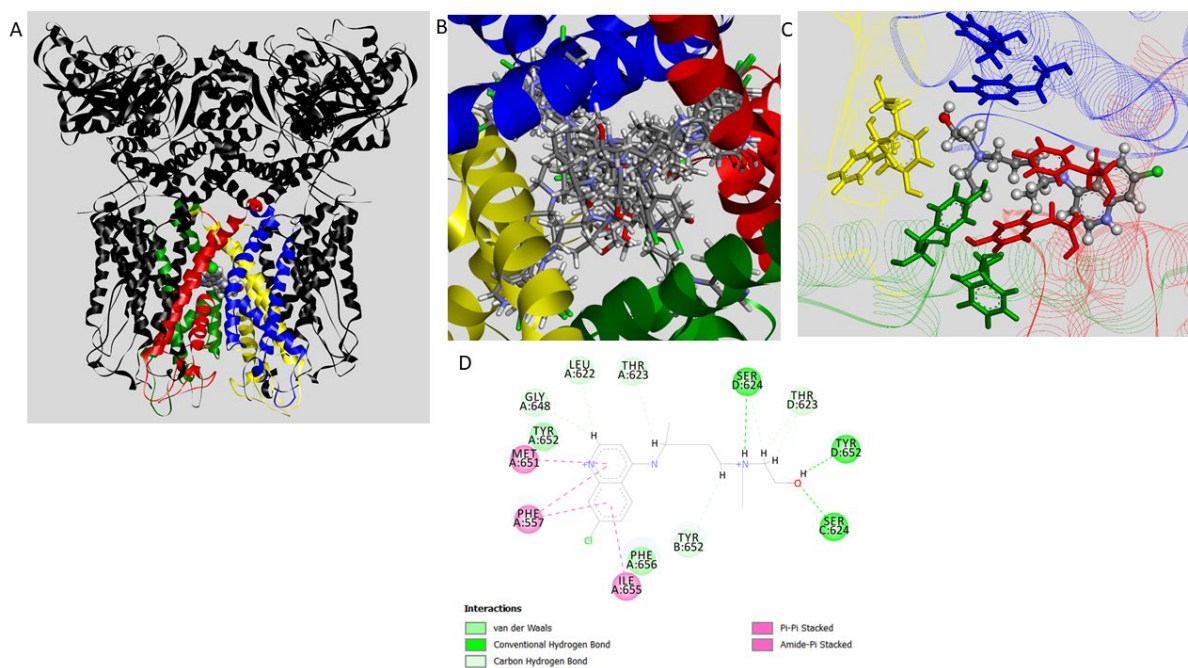 A
B
C
D
LEU
A:622
THR
A:623
SER
D:624
GLY
A:648
THR
D:623
TYR
A:652
MET
A:651
TYR
D:652
PHE
A:557
SER
C:624
TYR
B:652
PHE
A:656
ILE
A:655
H
+N
H
N
H
H
+N
H
H
H
O
Cl
Interactions
van der Waals
Conventional Hydrogen Bond
Carbon Hydrogen Bond
Pi-Pi Stacked
Amide-Pi Stacked